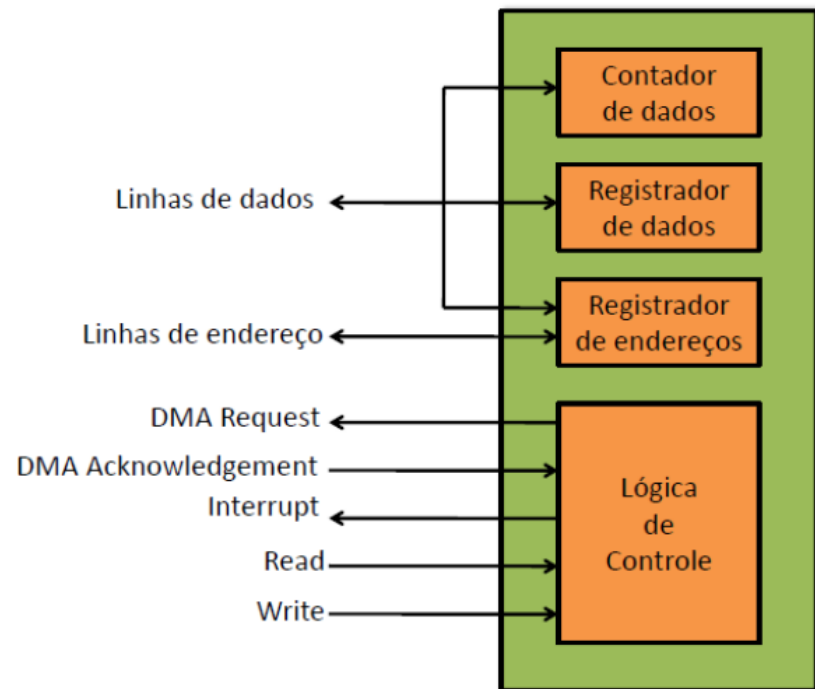 Contador
de dados
Linhas de dados
Registrador
de dados
Registrador
de endereços
Linhas de endereço
DMA Request
DMA Acknowledgement
Interrupt
Read
Write
Lógica
de
Controle